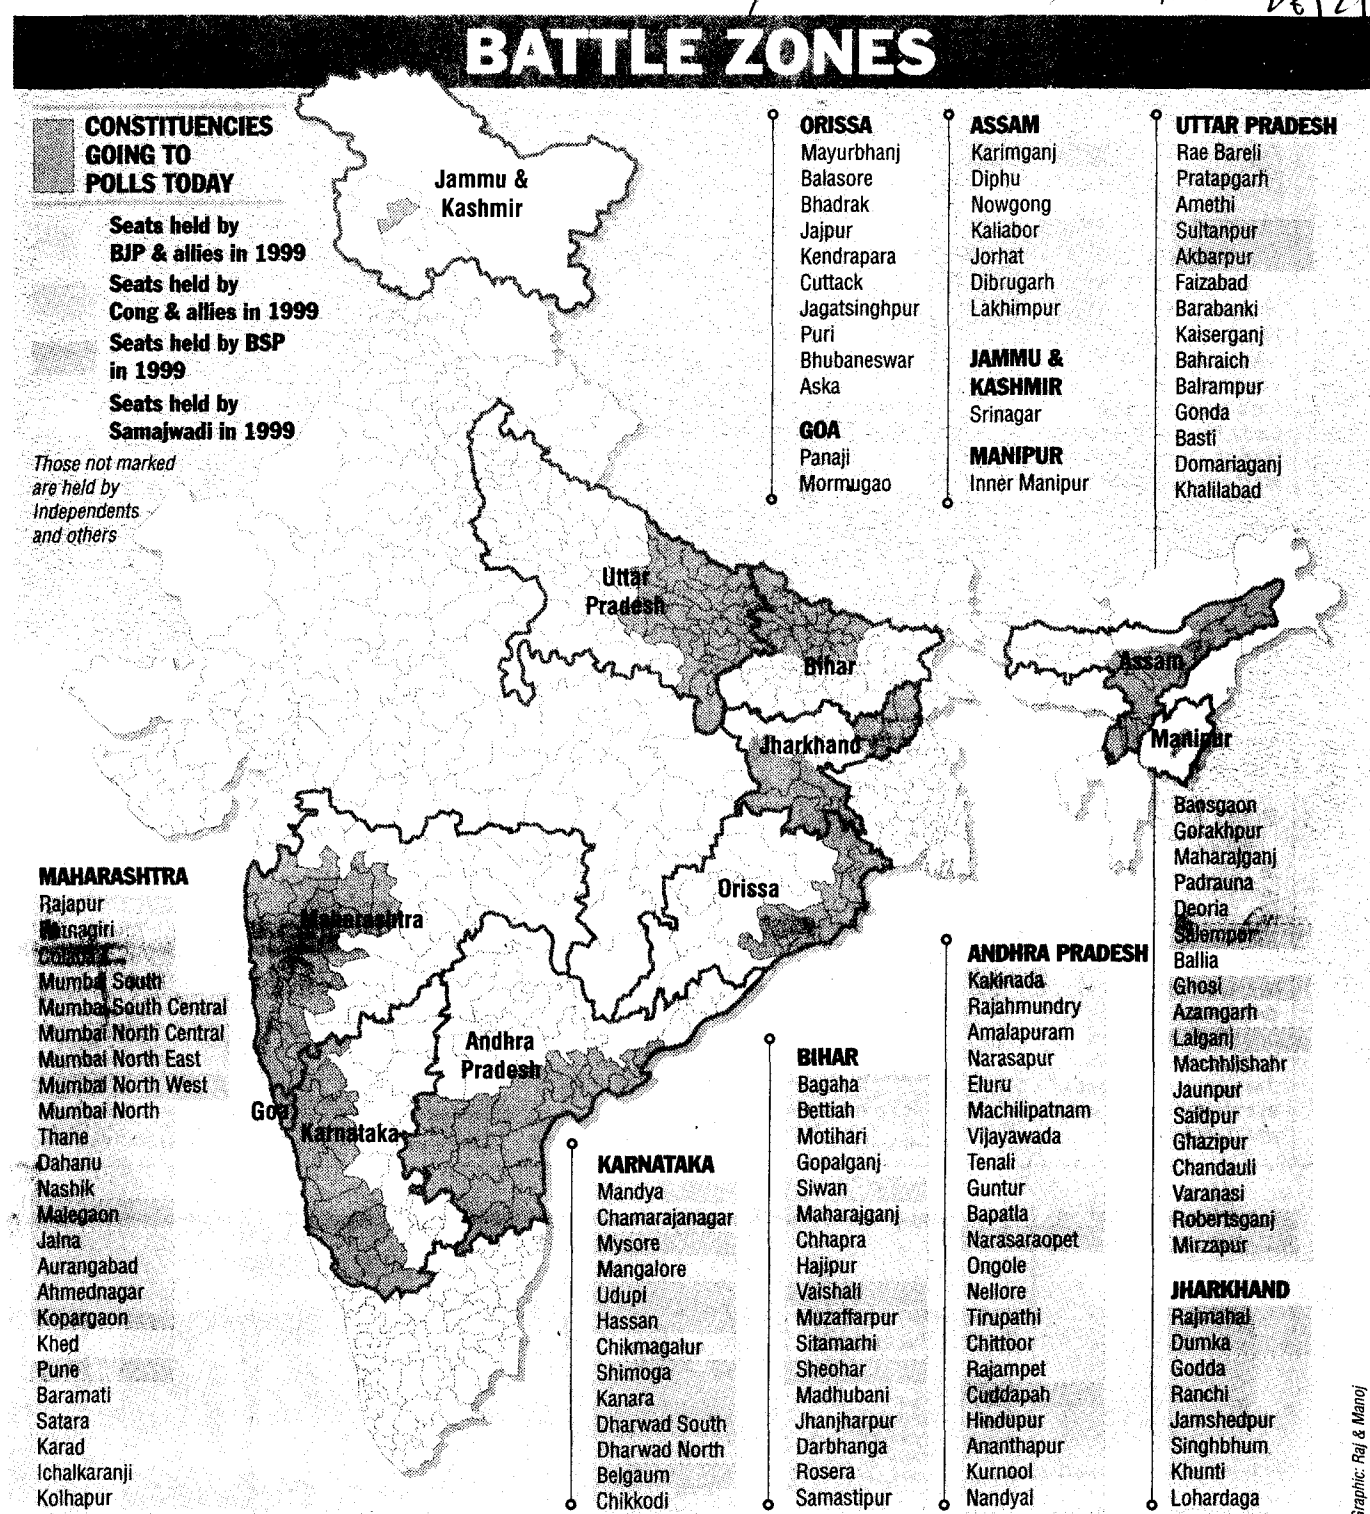 BATTLE ZONES
CONSTITUENCIES
GOING TO
POLLS TODAY
Seats held by
BJP & allies in 1999
Seats held by
Cong & allies in 1999
Seats held by BSP
in 1999
Seats held by
Samajwadi in 1999
Those not marked
are held by
Independents
and others
Jammu &
Kashmir
Uttar
Pradesh
Bihar
Jharkhand
Assam
Manipur
Maharashtra
Orissa
Andhra
Pradesh
Goa
Karnataka
ORISSA
Mayurbhanj
Balasore
Bhadrak
Jajpur
Kendrapara
Cuttack
Jagatsinghpur
Puri
Bhubaneswar
Aska
GOA
Panaji
Mormugao
ASSAM
Karimganj
Diphu
Nowgong
Kaliabor
Jorhat
Dibrugarh
Lakhimpur
JAMMU &
KASHMIR
Srinagar
MANIPUR
Inner Manipur
UTTAR PRADESH
Rae Bareli
Pratapgarh
Amethi
Sultanpur
Akbarpur
Faizabad
Barabanki
Kaiserganj
Bahraich
Balrampur
Gonda
Basti
Domariaganj
Khalilabad
Bansgaon
Gorakhpur
Maharajganj
Padrauna
Deoria
Salempor
Ballia
Ghosi
Azamgarh
Lalganj
Machhlishahr
Jaunpur
Saidpur
Ghazipur
Chandauli
Varanasi
Robertsganj
Mirzapur
JHARKHAND
Rajmahal
Dumka
Godda
Ranchi
Jamshedpur
Singhbhum
Khunti
Lohardaga
MAHARASHTRA
Rajapur
Ratnagiri
Colaba
Mumbai South
Mumbai South Central
Mumbai North Central
Mumbai North East
Mumbai North West
Mumbai North
Thane
Dahanu
Nashik
Malegaon
Jalna
Aurangabad
Ahmednagar
Kopargaon
Khed
Pune
Baramati
Satara
Karad
Ichalkaranji
Kolhapur
KARNATAKA
Mandya
Chamarajanagar
Mysore
Mangalore
Udupi
Hassan
Chikmagalur
Shimoga
Kanara
Dharwad South
Dharwad North
Belgaum
Chikkodi
BIHAR
Bagaha
Bettiah
Motihari
Gopalganj
Siwan
Maharajganj
Chhapra
Hajipur
Vaishali
Muzaffarpur
Sitamarhi
Sheohar
Madhubani
Jhanjharpur
Darbhanga
Rosera
Samastipur
ANDHRA PRADESH
Kakinada
Rajahmundry
Amalapuram
Narasapur
Eluru
Machilipatnam
Vijayawada
Tenali
Guntur
Bapatla
Narasaraopet
Ongole
Nellore
Tirupathi
Chittoor
Rajampet
Cuddapah
Hindupur
Ananthapur
Kurnool
Nandyal
Graphic: Raj & Manoj